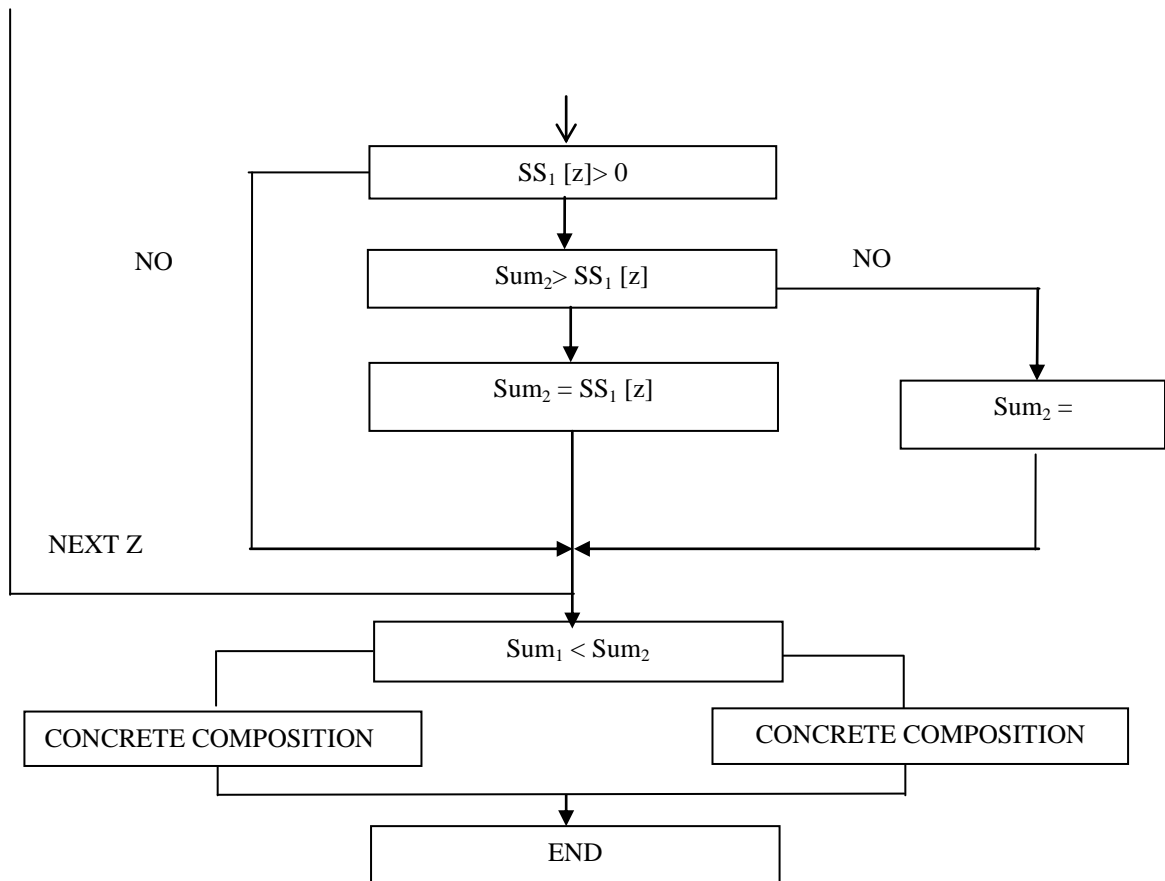 SS₁ [z]> 0
NO
NO
Sum₂> SS₁ [z]
Sum₂ = SS₁ [z]
Sum₂ =
NEXT Z
Sum₁ < Sum₂
CONCRETE COMPOSITION
CONCRETE COMPOSITION
END